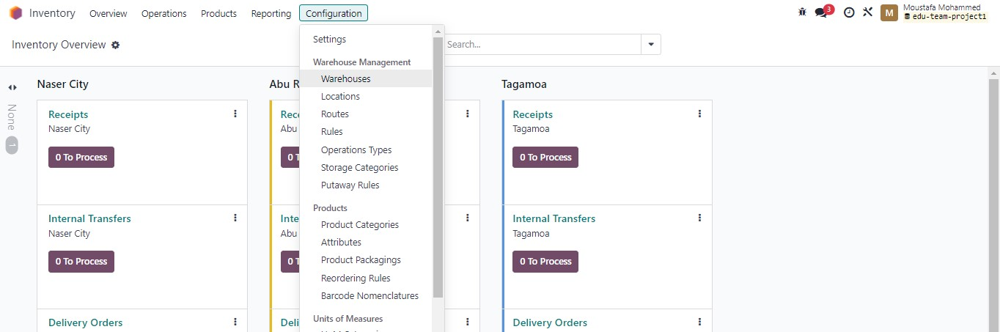 Inventory Overview Operations Products Reporting Configuration
3
M
Moustafa Mohammed
edu-team-project1
Inventory Overview
Search...
Settings
Warehouse Management
Warehouses
Locations
Routes
Rules
Operations Types
Storage Categories
Putaway Rules
Products
Product Categories
Attributes
Product Packagings
Reordering Rules
Barcode Nomenclatures
Units of Measures
None
1
Naser City
Receipts
Naser City
0 To Process
Internal Transfers
Naser City
0 To Process
Delivery Orders
Abu R
Rece
Abu
0 T
Inte
Abu
0 T
Deli
Tagamoa
Receipts
Tagamoa
0 To Process
Internal Transfers
Tagamoa
0 To Process
Delivery Orders